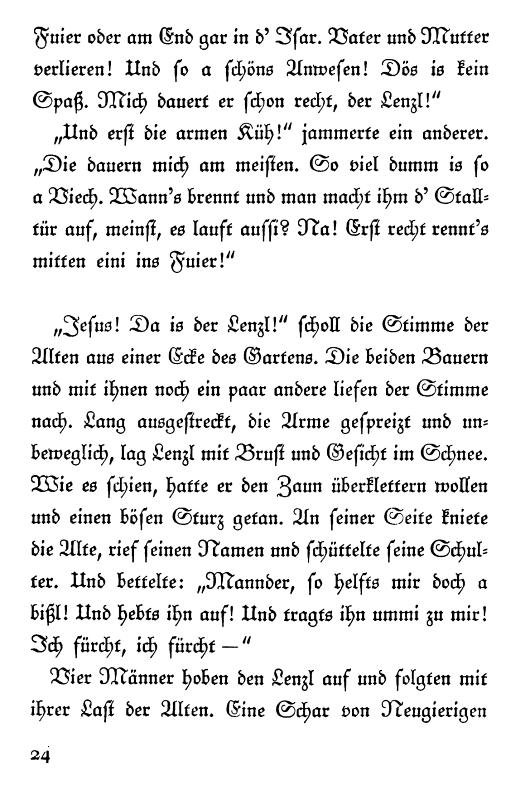 Fuier oder am End gar in d' Isar. Vater und Mutter
verlieren! Und so a schöns Anwesen! Dös is kein
Spaß. Mich dauert er schon recht, der Lenzl!“
„Und erst die armen Küh!“ jammerte ein anderer.
„Die dauern mich am meisten. So viel dumm is so
a Viech. Wann's brennt und man macht ihm d' Stall-
tür auf, meinst, es lauft aussi? Na! Erst recht rennt's
mitten eini ins Fuier!“
„Jesus! Da is der Lenzl!“ scholl die Stimme der
Alten aus einer Ecke des Gartens. Die beiden Bauern
und mit ihnen noch ein paar andere liefen der Stimme
nach. Lang ausgestreckt, die Arme gespreizt und un-
beweglich, lag Lenzl mit Brust und Gesicht im Schnee.
Wie es schien, hatte er den Zaun überklettern wollen
und einen bösen Sturz getan. An seiner Seite kniete
die Alte, rief seinen Namen und schüttelte seine Schul-
ter. Und bettelte: „Mannder, so helfts mir doch a
bißl! Und hebts ihn auf! Und tragts ihn ummi zu mir!
Ich fürcht, ich fürcht —“
Vier Männer hoben den Lenzl auf und folgten mit
ihrer Last der Alten. Eine Schar von Neugierigen
24